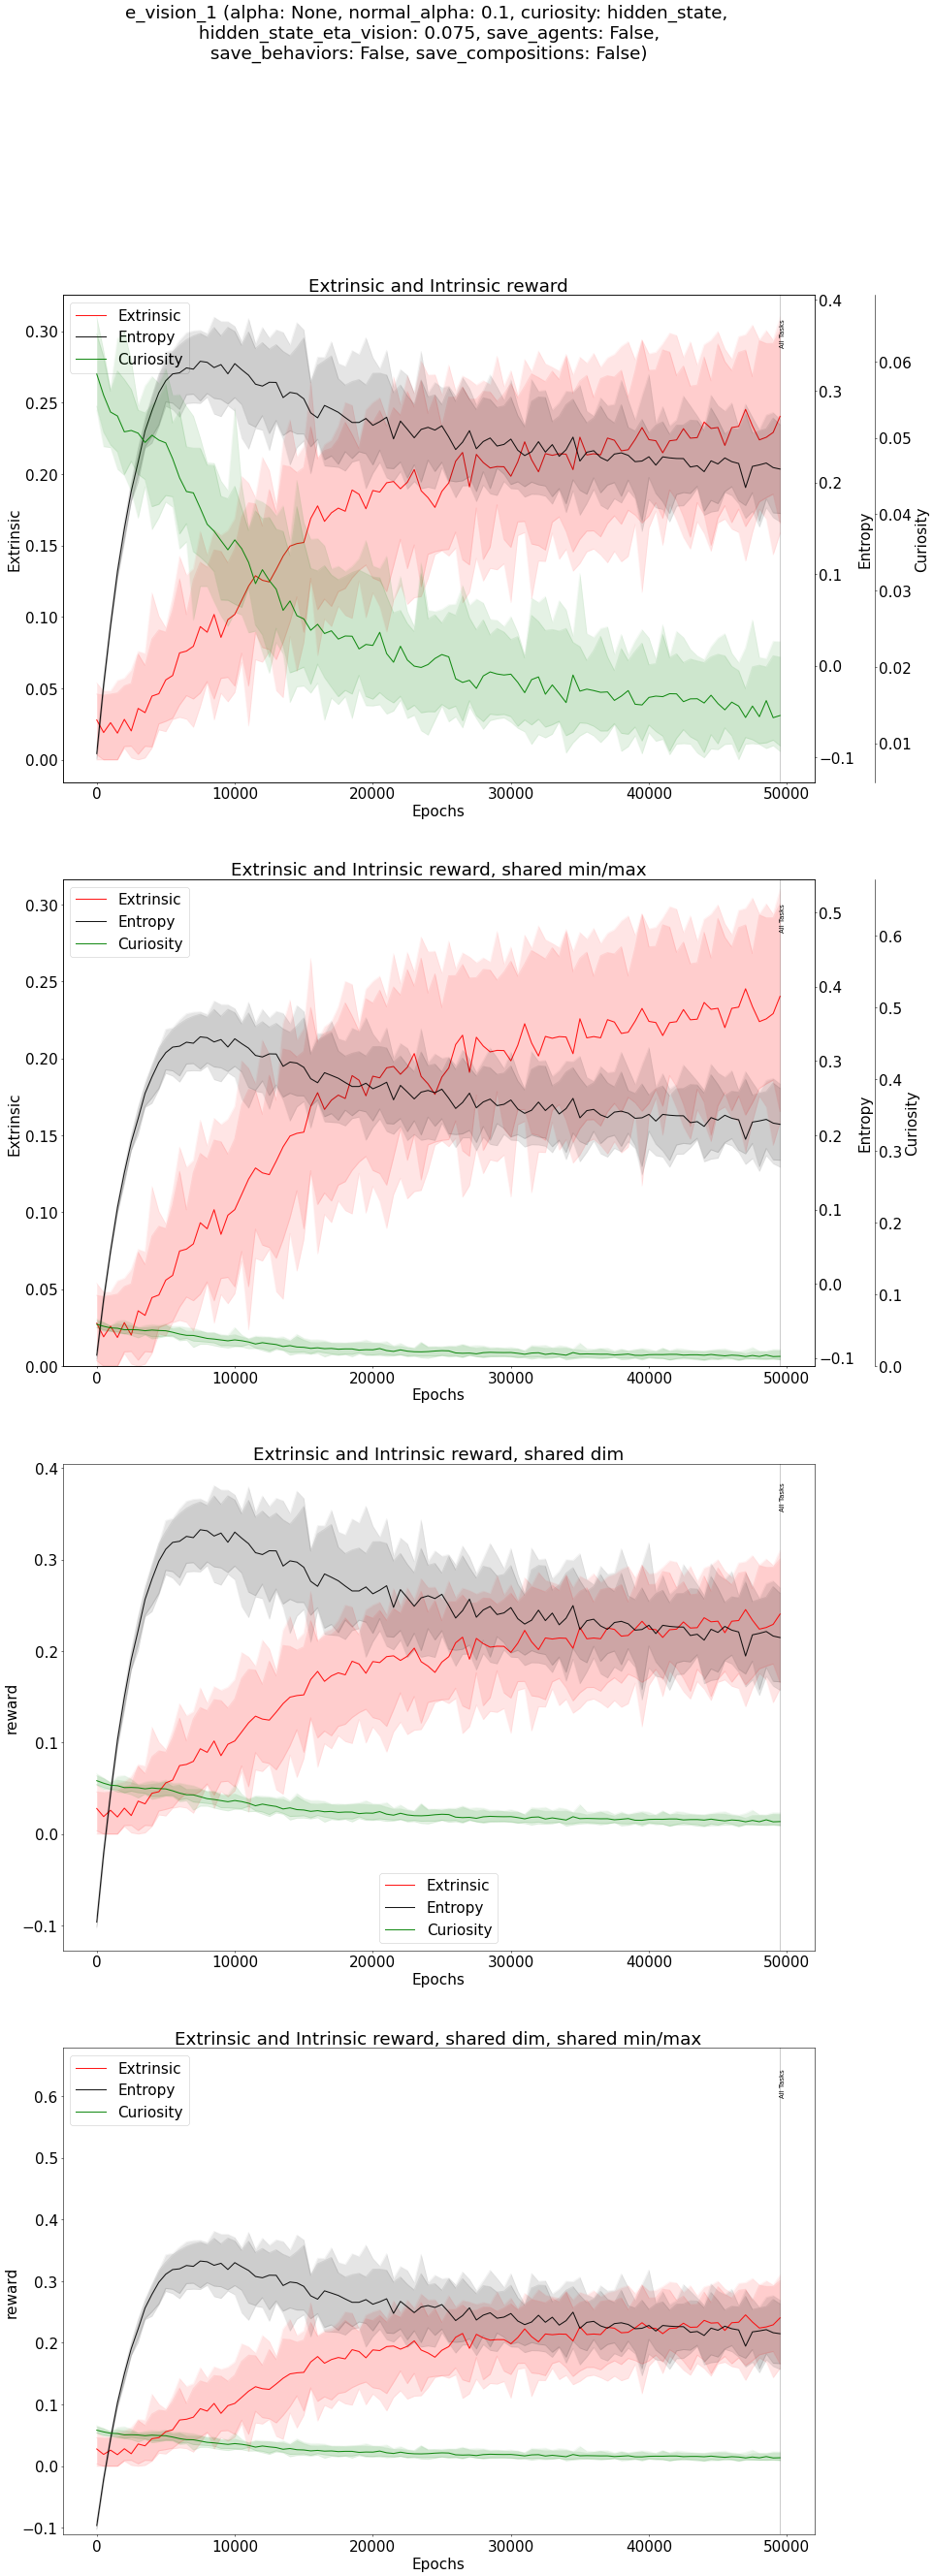 e_vision_1 (alpha: None, normal_alpha: 0.1, curiosity: hidden_state,
hidden_state_eta_vision: 0.075, save_agents: False,
save_behaviors: False, save_compositions: False)
Extrinsic and Intrinsic reward
Extrinsic
Entropy
Curiosity
All Tasks
0.30
0.25
0.20
0.15
0.10
0.05
0.00
Extrinsic
0.4
0.3
0.2
0.1
0.0
−0.1
Entropy
0.06
0.05
0.04
0.03
0.02
0.01
Curiosity
0 10000 20000 30000 40000 50000
Epochs
Extrinsic and Intrinsic reward, shared min/max
Extrinsic
Entropy
Curiosity
All Tasks
0.30
0.25
0.20
0.15
0.10
0.05
0.00
Extrinsic
0.5
0.4
0.3
0.2
0.1
0.0
−0.1
Entropy
0.6
0.5
0.4
0.3
0.2
0.1
0.0
Curiosity
0 10000 20000 30000 40000 50000
Epochs
Extrinsic and Intrinsic reward, shared dim
All Tasks
0.4
0.3
0.2
0.1
0.0
−0.1
reward
Extrinsic
Entropy
Curiosity
0 10000 20000 30000 40000 50000
Epochs
Extrinsic and Intrinsic reward, shared dim, shared min/max
Extrinsic
Entropy
Curiosity
All Tasks
0.6
0.5
0.4
0.3
0.2
0.1
0.0
−0.1
reward
0 10000 20000 30000 40000 50000
Epochs